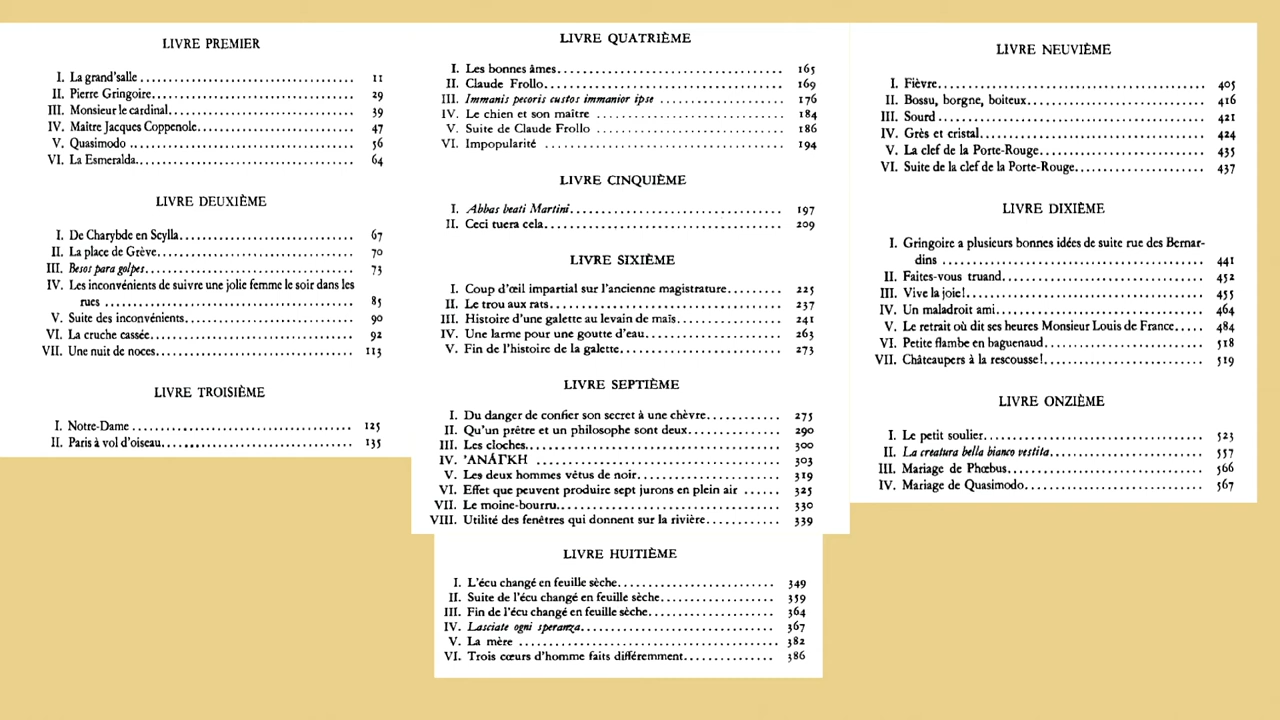 LIVRE PREMIER
I. La grand'salle ........ 11
II. Pierre Gringoire........ 29
III. Monsieur le cardinal........ 39
IV. Maître Jacques Coppenole........ 47
V. Quasimodo ........ 56
VI. La Esmeralda........ 64
LIVRE DEUXIÈME
I. De Charybde en Scylla........ 67
II. La place de Grève........ 70
III. Besos para golpes........ 73
IV. Les inconvénients de suivre une jolie femme le soir dans les
rues ........ 85
V. Suite des inconvénients........ 90
VI. La cruche cassée........ 92
VII. Une nuit de noces........ 113
LIVRE TROISIÈME
I. Notre-Dame ........ 125
II. Paris à vol d'oiseau........ 135
LIVRE QUATRIÈME
I. Les bonnes âmes........ 165
II. Claude Frollo........ 169
III. Immanis pecoris custos immanior ipse ........ 176
IV. Le chien et son maître ........ 184
V. Suite de Claude Frollo ........ 186
VI. Impopularité ........ 194
LIVRE CINQUIÈME
I. Abbas beati Martini........ 197
II. Ceci tuera cela........ 209
LIVRE SIXIÈME
I. Coup d'œil impartial sur l'ancienne magistrature........ 225
II. Le trou aux rats........ 237
III. Histoire d'une galette au levain de maïs........ 241
IV. Une larme pour une goutte d'eau........ 263
V. Fin de l'histoire de la galette........ 273
LIVRE SEPTIÈME
I. Du danger de confier son secret à une chèvre........ 275
II. Qu'un prêtre et un philosophe sont deux........ 290
III. Les cloches........ 300
IV. 'ANÁΓKH ........ 303
V. Les deux hommes vêtus de noir........ 319
VI. Effet que peuvent produire sept jurons en plein air ...... 325
VII. Le moine-bourru........ 330
VIII. Utilité des fenêtres qui donnent sur la rivière........ 339
LIVRE HUITIÈME
I. L'écu changé en feuille sèche........ 349
II. Suite de l'écu changé en feuille sèche........ 359
III. Fin de l'écu changé en feuille sèche........ 364
IV. Lasciate ogni speranza........ 367
V. La mère ........ 382
VI. Trois cœurs d'homme faits différemment........ 386
LIVRE NEUVIÈME
I. Fièvre........ 405
II. Bossu, borgne, boiteux........ 416
III. Sourd ........ 421
IV. Grès et cristal........ 424
V. La clef de la Porte-Rouge........ 435
VI. Suite de la clef de la Porte-Rouge........ 437
LIVRE DIXIÈME
I. Gringoire a plusieurs bonnes idées de suite rue des Bernar-
dins ........ 441
II. Faites-vous truand........ 452
III. Vive la joie!........ 455
IV. Un maladroit ami........ 464
V. Le retrait où dit ses heures Monsieur Louis de France..... 484
VI. Petite flambe en baguenaud........ 518
VII. Châteaupers à la rescousse!........ 519
LIVRE ONZIÈME
I. Le petit soulier........ 523
II. La creatura bella bianco vestita........ 557
III. Mariage de Phœbus........ 566
IV. Mariage de Quasimodo........ 567